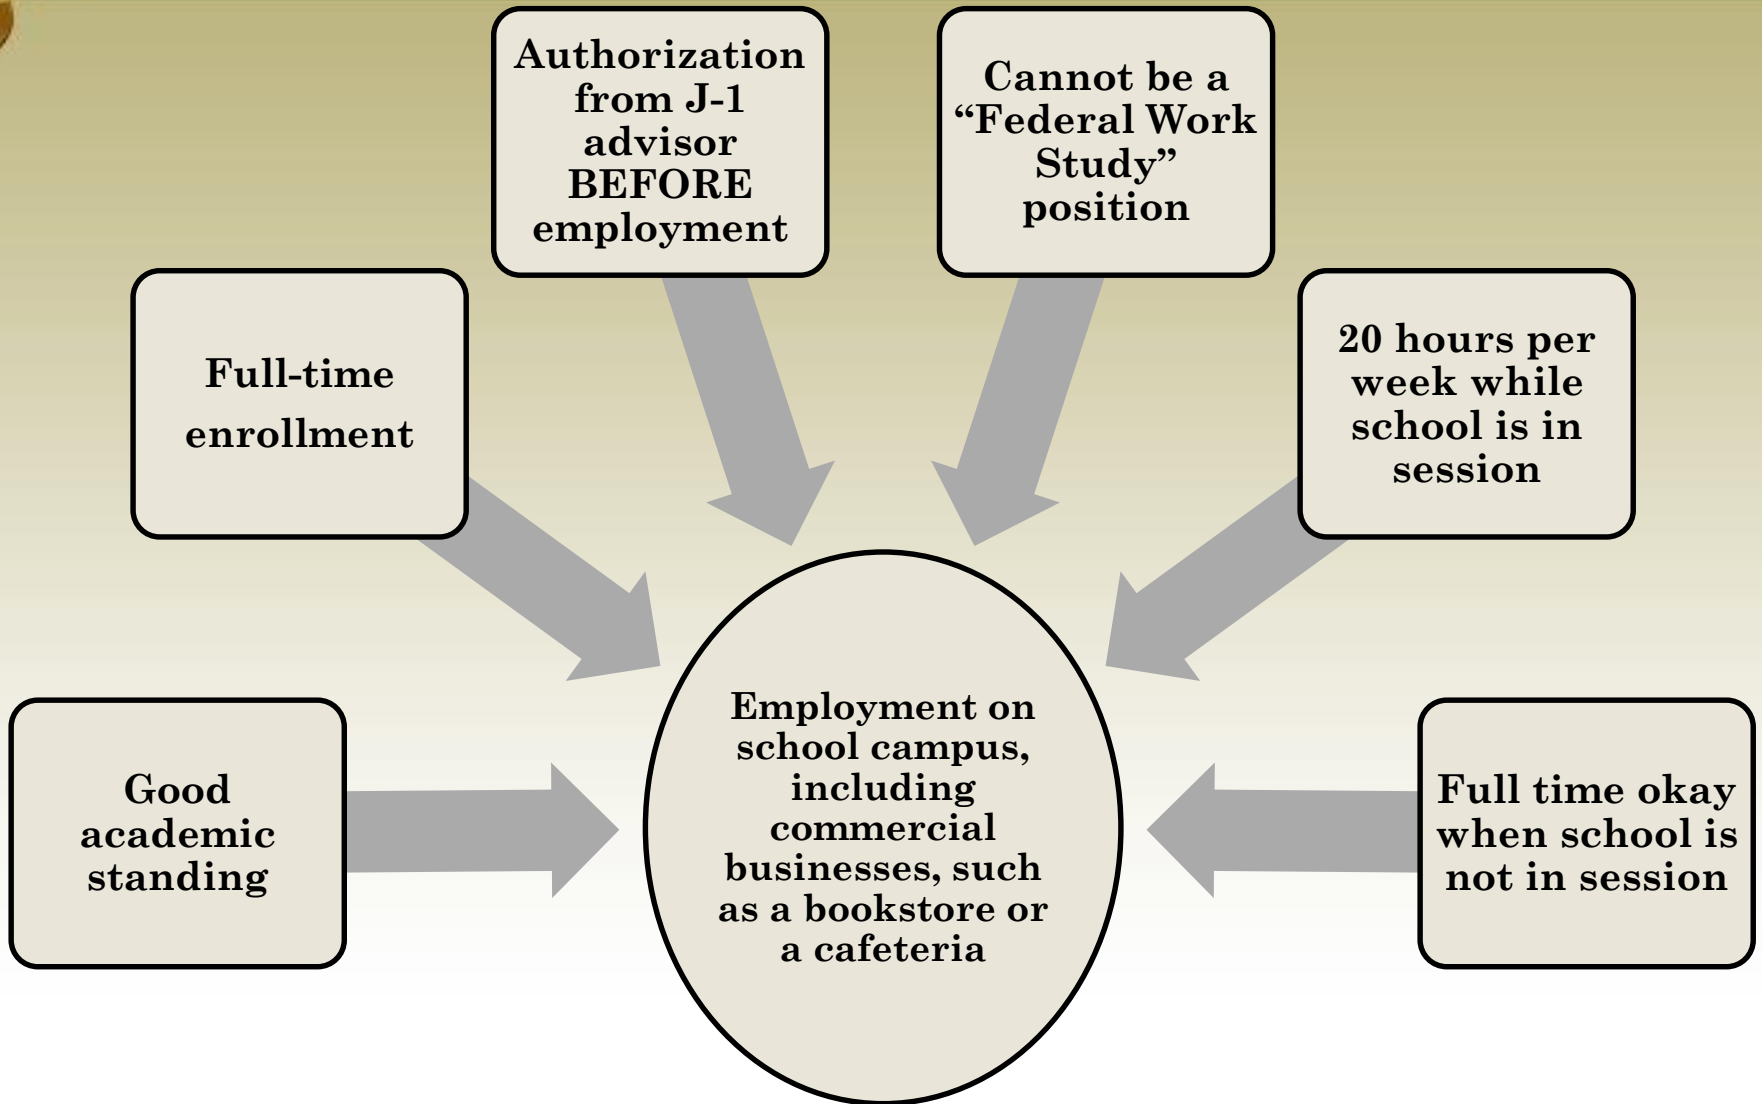 Authorization
from J-1
advisor
BEFORE
employment
Cannot be a
“Federal Work
Study”
position
Full-time
enrollment
20 hours per
week while
school is in
session
Good
academic
standing
Employment on
school campus,
including
commercial
businesses, such
as a bookstore or
a cafeteria
Full time okay
when school is
not in session